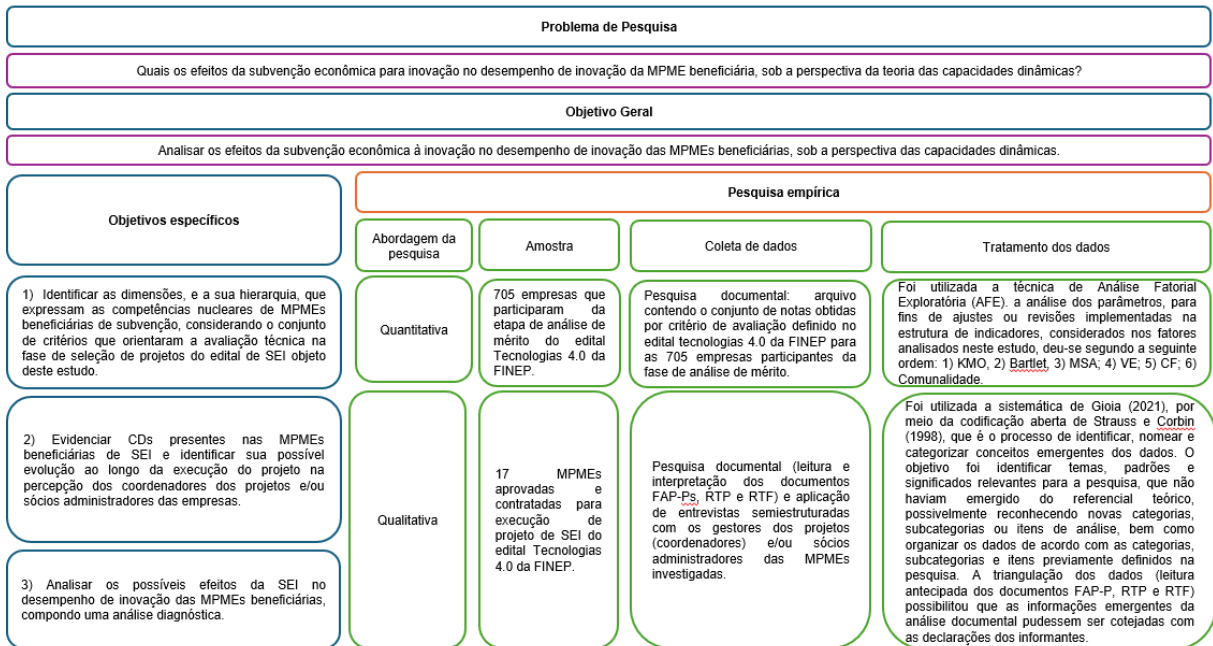 Problema de Pesquisa
Quais os efeitos da subvenção econômica para inovação no desempenho de inovação da MPME beneficiária, sob a perspectiva da teoria das capacidades dinâmicas?
Objetivo Geral
Analisar os efeitos da subvenção econômica à inovação no desempenho de inovação das MPMEs beneficiárias, sob a perspectiva das capacidades dinâmicas.
Objetivos específicos
Pesquisa empírica
Abordagem da
pesquisa
Amostra
Coleta de dados
Tratamento dos dados
1) Identificar as dimensões, e a sua hierarquia, que
expressam as competências nucleares de MPMEs
beneficiárias de subvenção, considerando o conjunto
de critérios que orientaram a avaliação técnica na
fase de seleção de projetos do edital de SEI objeto
deste estudo.
Quantitativa
705 empresas que
participaram da
etapa de análise de
mérito do edital
Tecnologias 4.0 da
FINEP.
Pesquisa documental: arquivo
contendo o conjunto de notas obtidas
por critério de avaliação definido no
edital tecnologias 4.0 da FINEP para
as 705 empresas participantes da
fase de análise de mérito.
Foi utilizada a técnica de Análise Fatorial
Exploratória (AFE). a análise dos parâmetros, para
fins de ajustes ou revisões implementadas na
estrutura de indicadores, considerados nos fatores
analisados neste estudo, deu-se segundo a seguinte
ordem: 1) KMO, 2) Bartlet, 3) MSA; 4) VE; 5) CF; 6)
Comunalidade.
2) Evidenciar CDs presentes nas MPMEs
beneficiárias de SEI e identificar sua possível
evolução ao longo da execução do projeto na
percepção dos coordenadores dos projetos e/ou
sócios administradores das empresas.
3) Analisar os possíveis efeitos da SEI no
desempenho de inovação das MPMEs beneficiárias,
compondo uma análise diagnóstica.
Qualitativa
17 MPMEs
aprovadas e
contratadas para
execução de
projeto de SEI do
edital Tecnologias
4.0 da FINEP.
Pesquisa documental (leitura e
interpretação dos documentos
FAP-Ps, RTP e RTF) e aplicação
de entrevistas semiestruturadas
com os gestores dos projetos
(coordenadores) e/ou sócios
administradores das MPMEs
investigadas.
Foi utilizada a sistemática de Gioia (2021), por
meio da codificação aberta de Strauss e Corbin
(1998), que é o processo de identificar, nomear e
categorizar conceitos emergentes dos dados. O
objetivo foi identificar temas, padrões e
significados relevantes para a pesquisa, que não
haviam emergido do referencial teórico,
possivelmente reconhecendo novas categorias,
subcategorias ou itens de análise, bem como
organizar os dados de acordo com as categorias,
subcategorias e itens previamente definidos na
pesquisa. A triangulação dos dados (leitura
antecipada dos documentos FAP-P, RTP e RTF)
possibilitou que as informações emergentes da
análise documental pudessem ser cotejadas com
as declarações dos informantes.